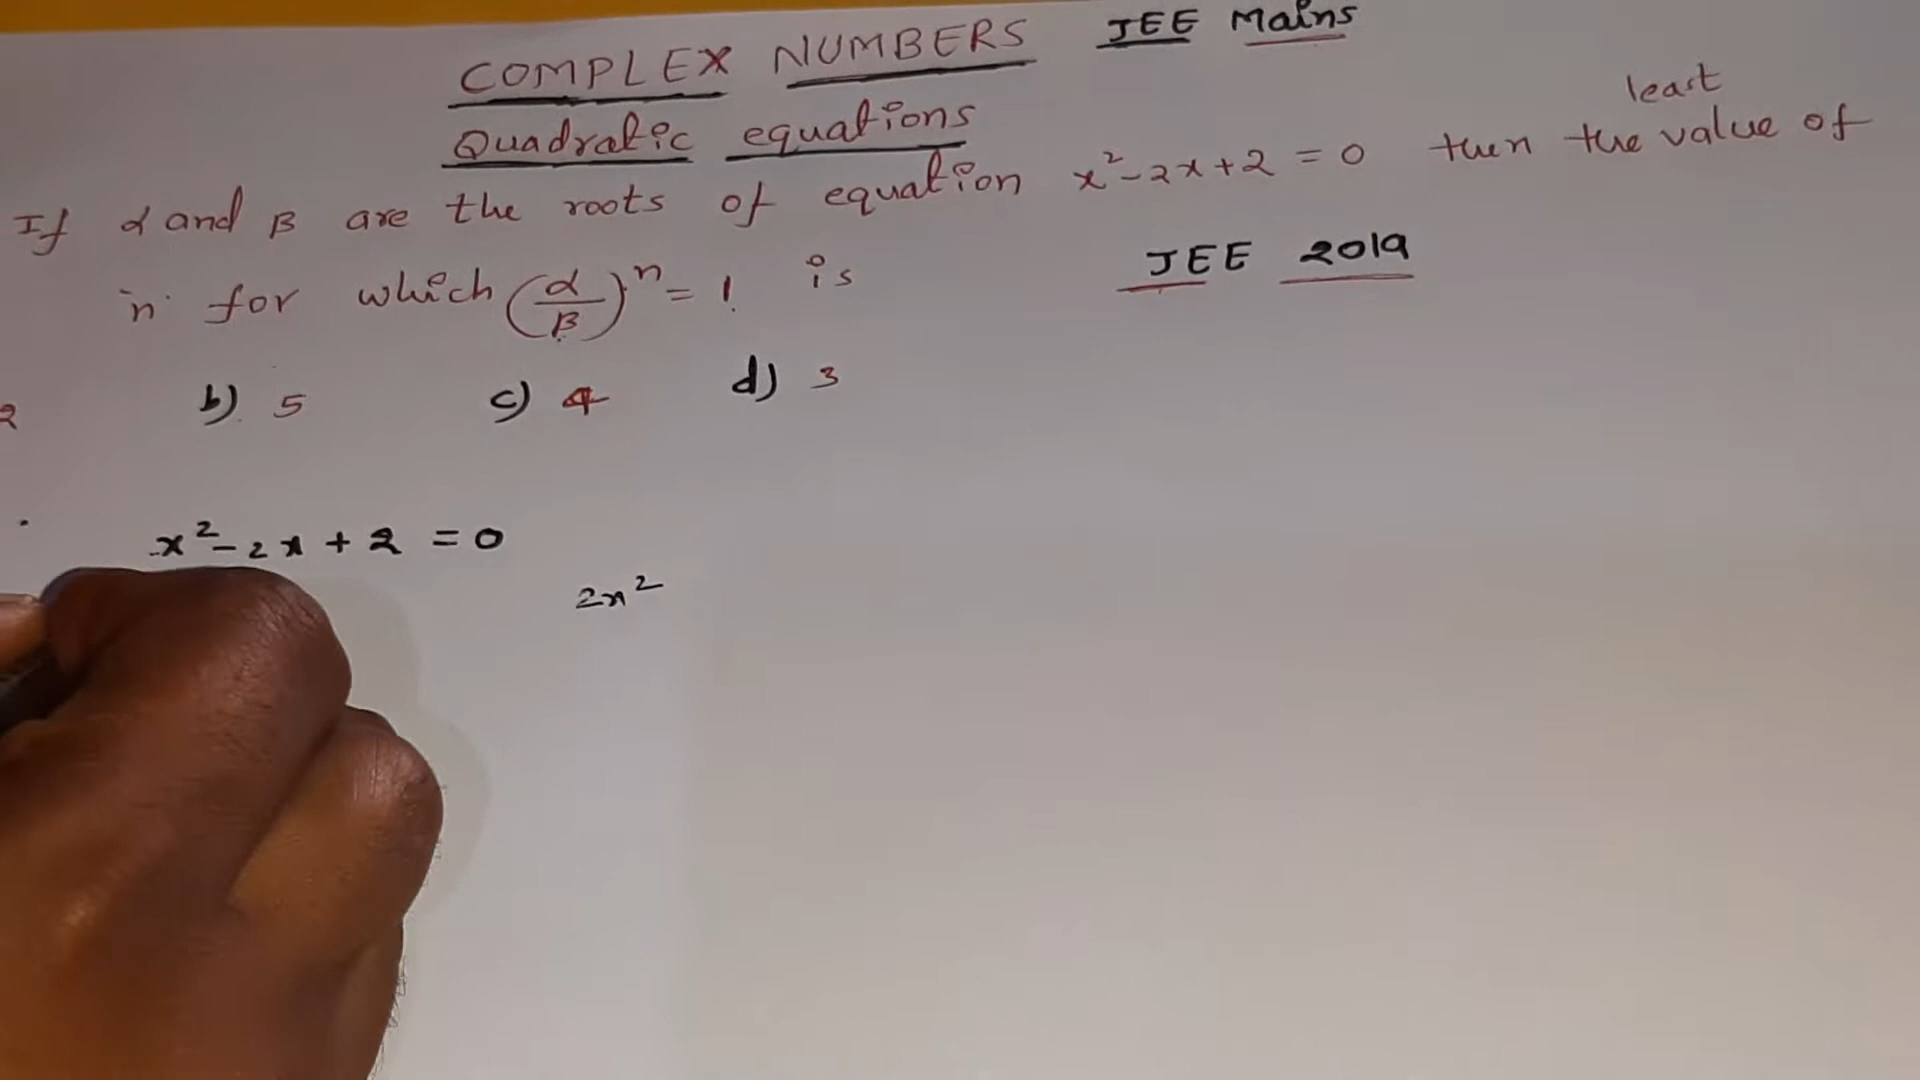 COMPLEX NUMBERS JEE Mains
Quadratic equations
least
If α and β are the roots of equation x²-2x+2 = 0 then the value of
'n' for which (α/β)ⁿ = 1 is JEE 2019
2 b) 5 c) 4 d) 3
x²-2x+2 = 0
2x²